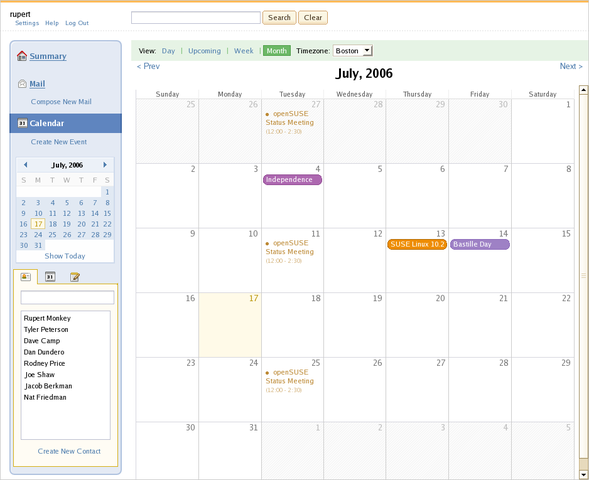 rupert
Settings Help Log Out
Search Clear
Summary
Mail
Compose New Mail
Calendar
Create New Event
July, 2006
S M T W T F S
1
2 3 4 5 6 7 8
9 10 11 12 13 14 15
16 17 18 19 20 21 22
23 24 25 26 27 28 29
30 31
Show Today
Rupert Monkey
Tyler Peterson
Dave Camp
Dan Dundero
Rodney Price
Joe Shaw
Jacob Berkman
Nat Friedman
Create New Contact
View: Day | Upcoming | Week | Month Timezone: Boston
< Prev July, 2006 Next >
Sunday Monday Tuesday Wednesday Thursday Friday Saturday
25 26 27 28 29 30 1
openSUSE
Status Meeting
(12:00 - 2:30)
2 3 4 5 6 7 8
Independence
9 10 11 12 13 14 15
openSUSE
Status Meeting
(12:00 - 2:30)
SUSE Linux 10.2
Bastille Day
16 17 18 19 20 21 22
23 24 25 26 27 28 29
openSUSE
Status Meeting
(12:00 - 2:30)
30 31 1 2 3 4 5